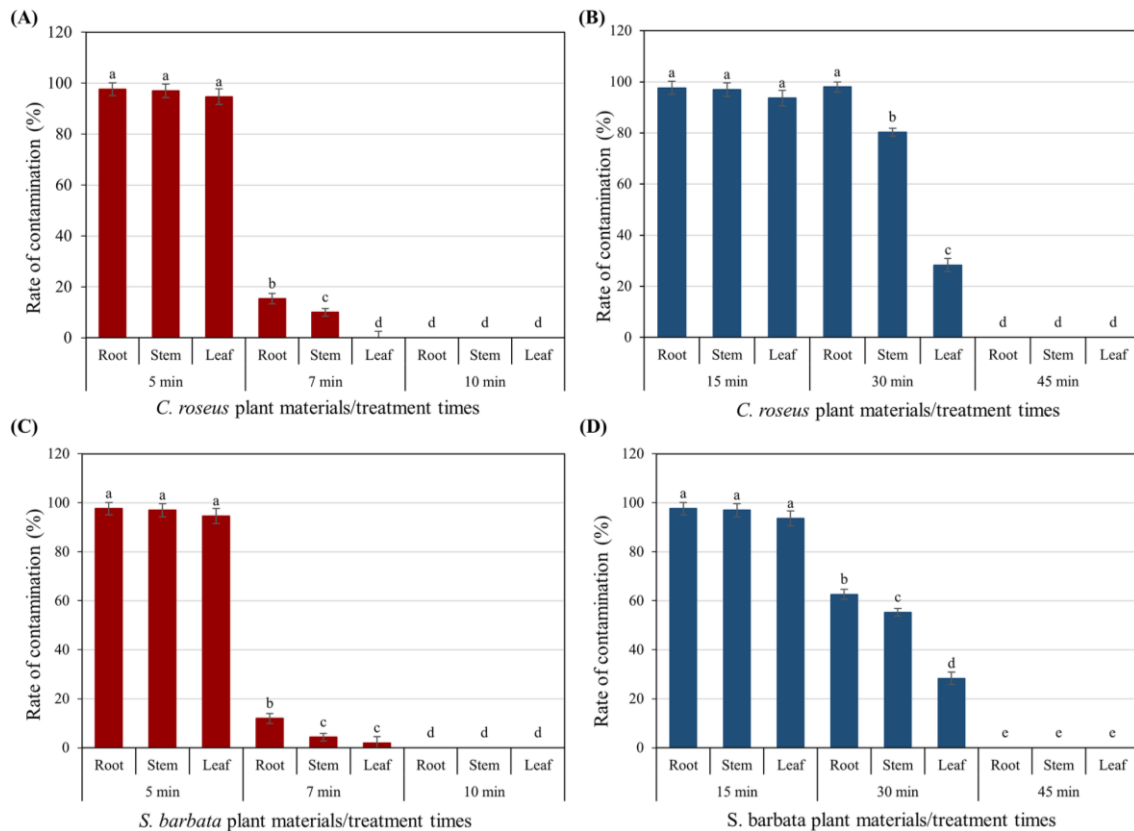 (A)
120
100
80
60
40
20
0
Rate of contamination (%)
a a a b c d d d d
Root Stem Leaf Root Stem Leaf Root Stem Leaf
5 min 7 min 10 min
C. roseus plant materials/treatment times
(B)
120
100
80
60
40
20
0
Rate of contamination (%)
a a a a b c d d d
Root Stem Leaf Root Stem Leaf Root Stem Leaf
15 min 30 min 45 min
C. roseus plant materials/treatment times
(C)
120
100
80
60
40
20
0
Rate of contamination (%)
a a a b c c d d d
Root Stem Leaf Root Stem Leaf Root Stem Leaf
5 min 7 min 10 min
S. barbata plant materials/treatment times
(D)
120
100
80
60
40
20
0
Rate of contamination (%)
a a a b c d e e e
Root Stem Leaf Root Stem Leaf Root Stem Leaf
15 min 30 min 45 min
S. barbata plant materials/treatment times